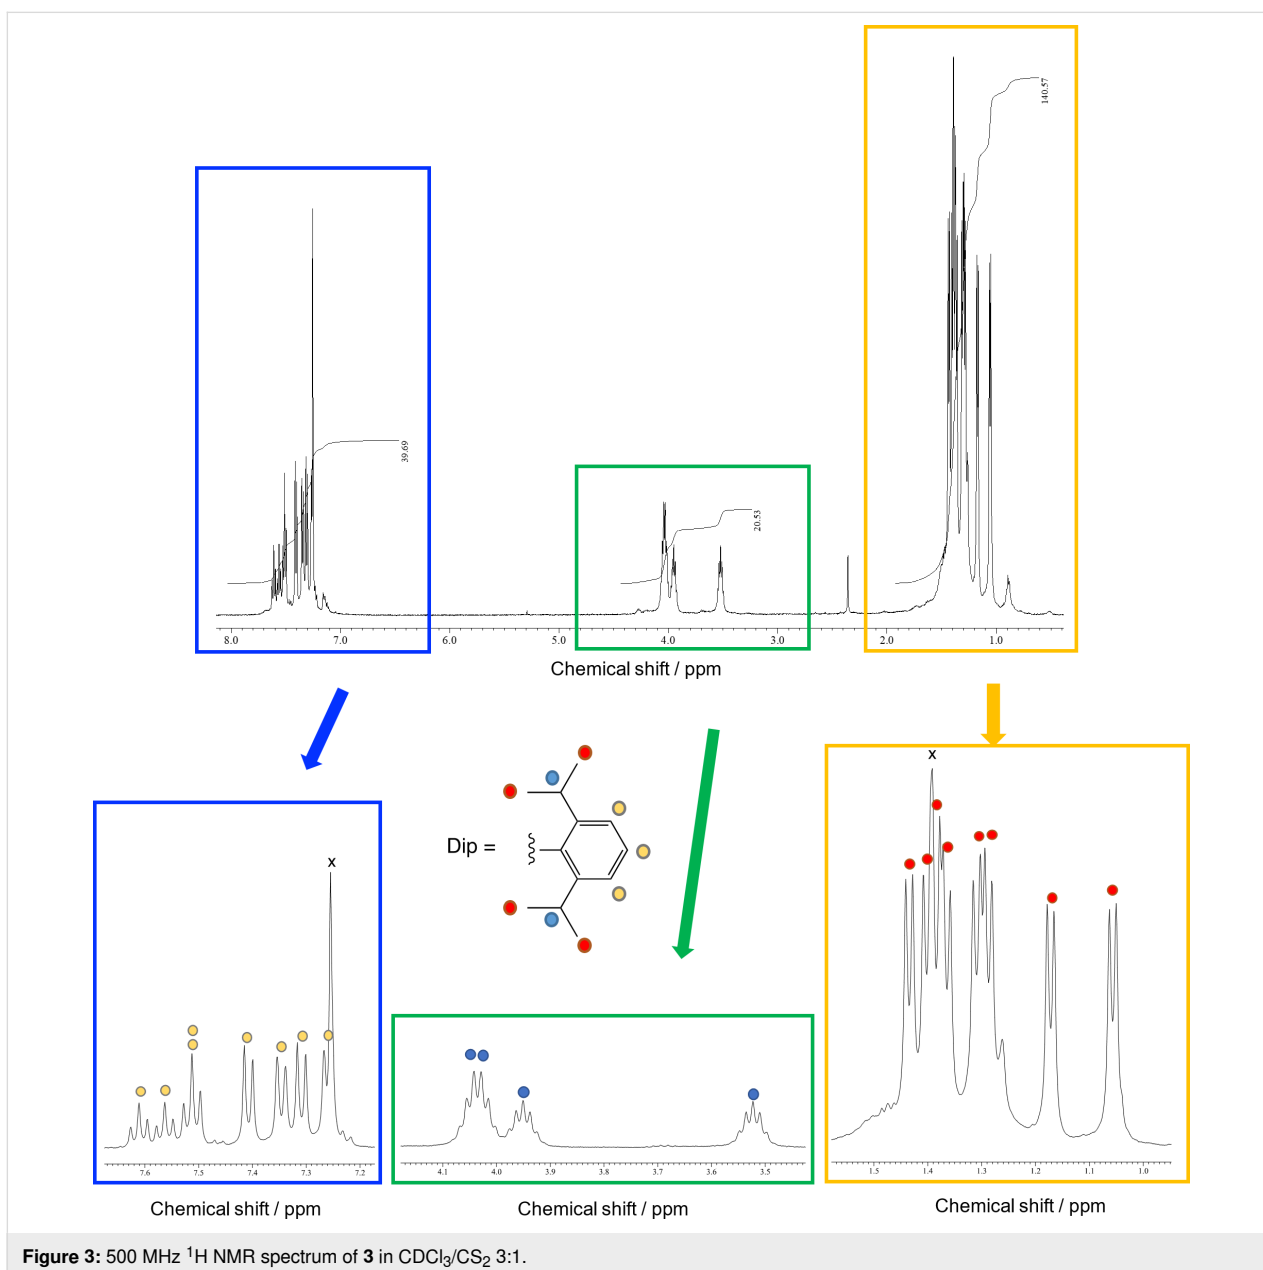 140.57
39.69
20.53
8.0 7.0 6.0 5.0 4.0 3.0 2.0 1.0
Chemical shift / ppm
x
Dip =
x
7.6 7.5 7.4 7.3 7.2
4.1 4.0 3.9 3.8 3.7 3.6 3.5
1.5 1.4 1.3 1.2 1.1 1.0
Chemical shift / ppm
Chemical shift / ppm
Chemical shift / ppm
Figure 3: 500 MHz ¹H NMR spectrum of 3 in CDCl₃/CS₂ 3:1.